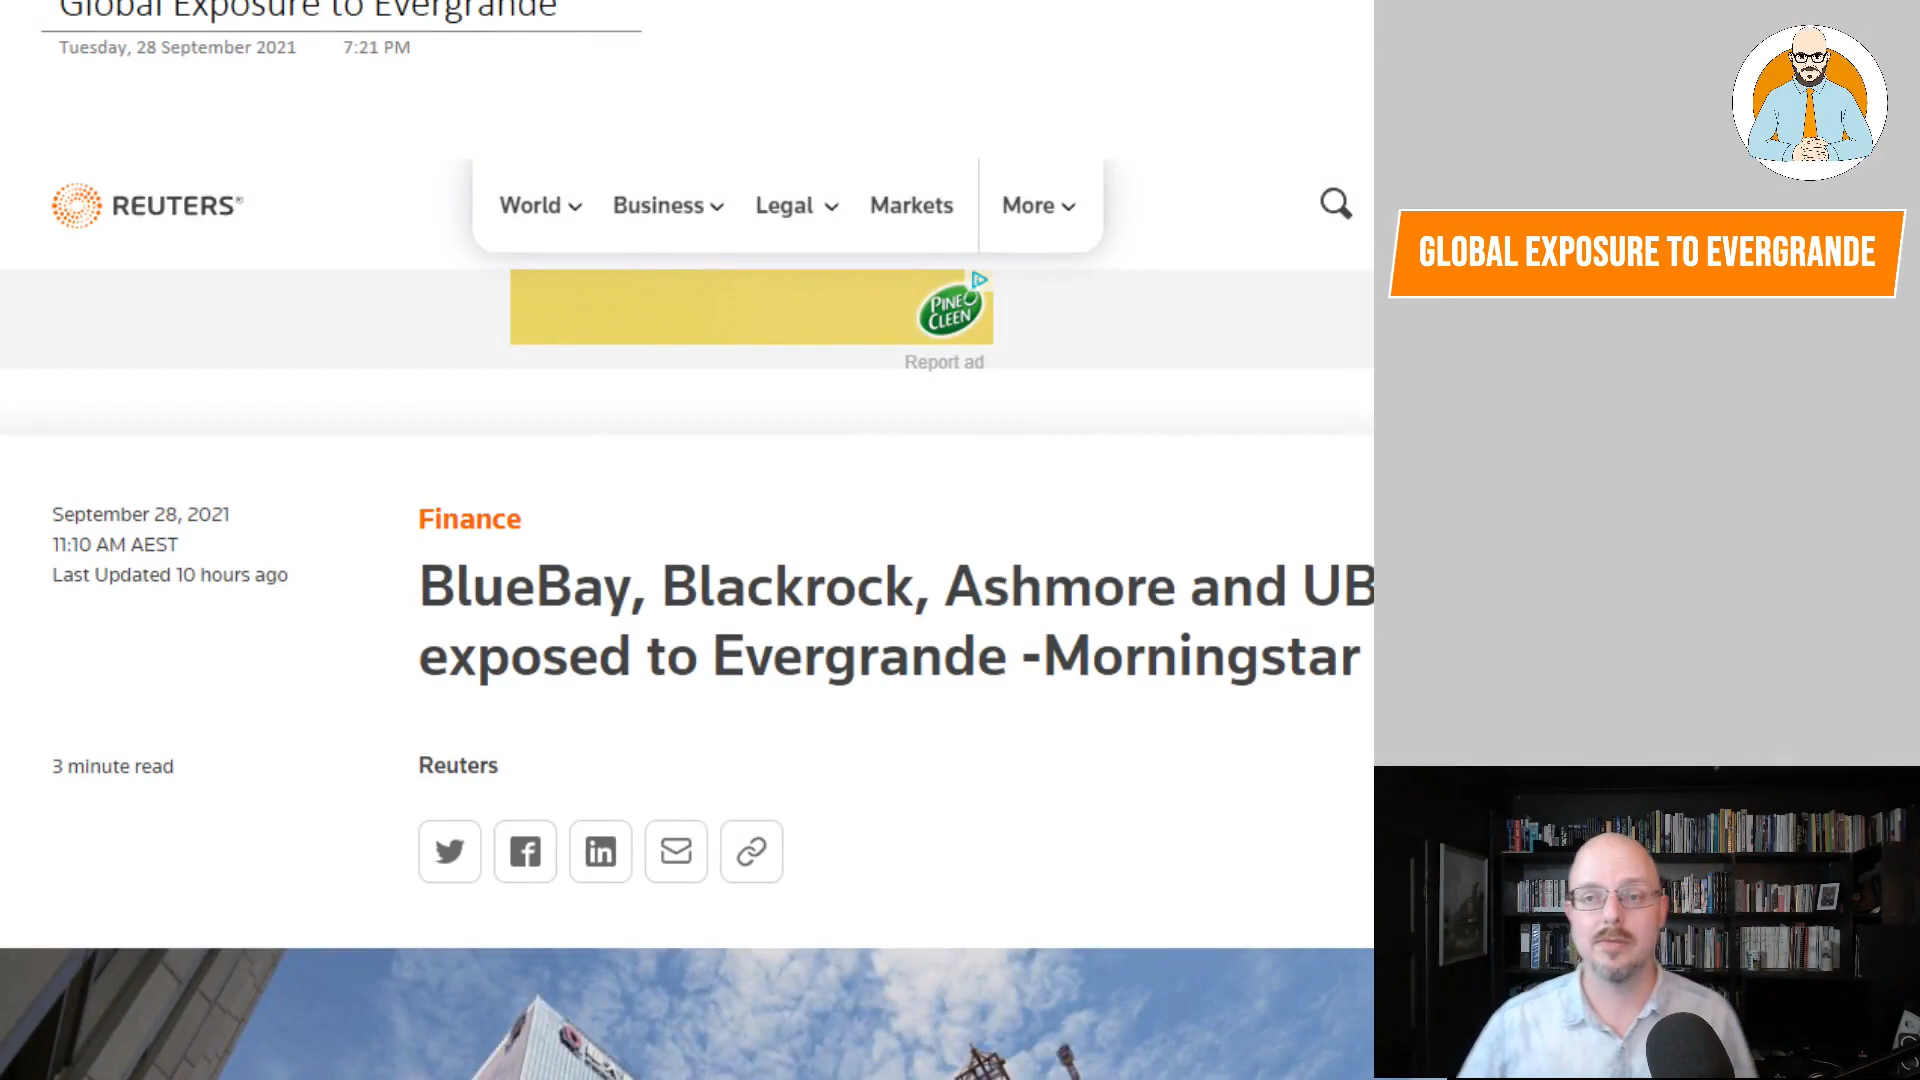 Global Exposure to Evergrande
Tuesday, 28 September 2021 7:21 PM
REUTERS®
World Business Legal Markets More
PINE O
CLEEN
Report ad
GLOBAL EXPOSURE TO EVERGRANDE
September 28, 2021
11:10 AM AEST
Last Updated 10 hours ago
Finance
BlueBay, Blackrock, Ashmore and UB
exposed to Evergrande -Morningstar
3 minute read
Reuters